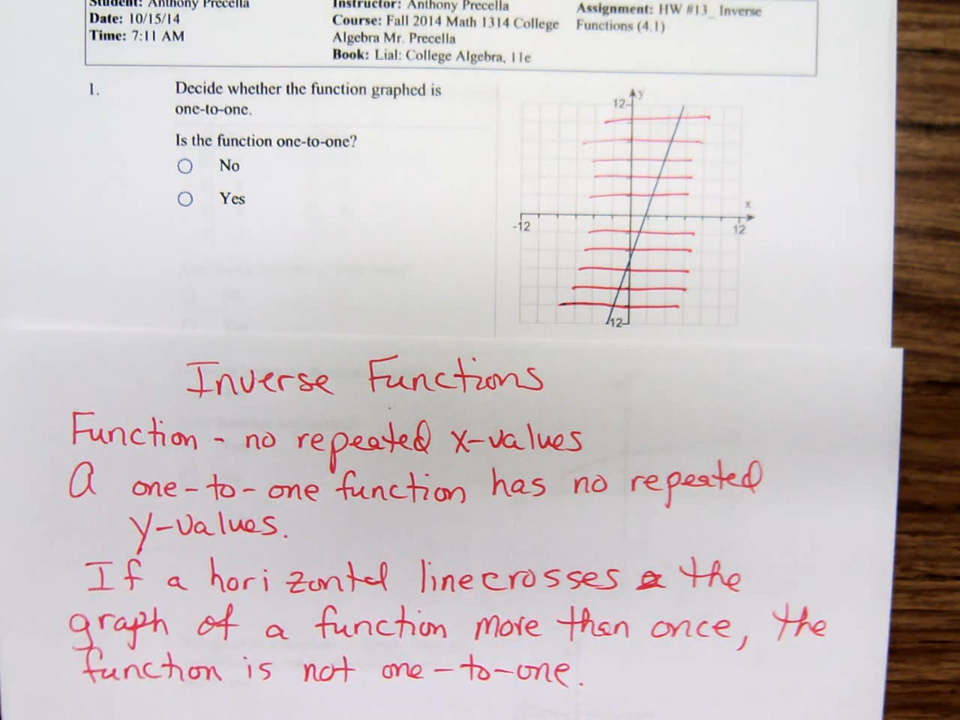 Student: Anthony Precella
Date: 10/15/14
Time: 7:11 AM
Instructor: Anthony Precella
Course: Fall 2014 Math 1314 College
Algebra Mr. Precella
Book: Lial: College Algebra, 11e
Assignment: HW #13_ Inverse
Functions (4.1)
1.
Decide whether the function graphed is
one-to-one.
Is the function one-to-one?
No
Yes
12
y
x
-12
12
-12
Inverse Functions
Function - no repeated x-values
A one-to-one function has no repeated
y-values.
If a horizontal line crosses the
graph of a function more than once, the
function is not one-to-one.